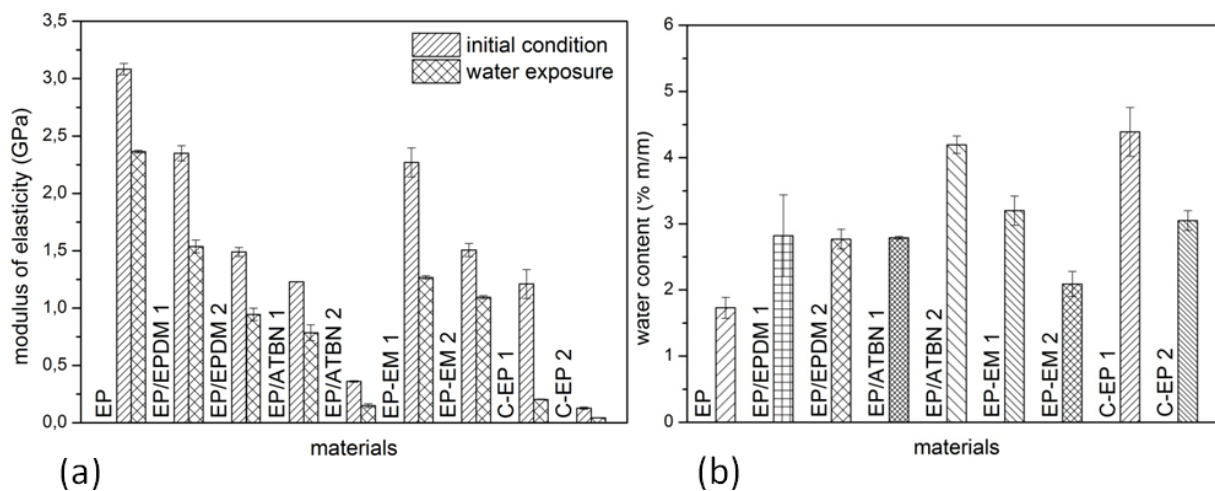 3,5
3,0
2,5
2,0
1,5
1,0
0,5
0,0
modulus of elasticity (GPa)
initial condition
water exposure
EP
EP/EPDM 1
EP/EPDM 2
EP/ATBN 1
EP/ATBN 2
EP-EM 1
EP-EM 2
C-EP 1
C-EP 2
materials
(a)
6
5
4
3
2
1
0
water content (% m/m)
EP
EP/EPDM 1
EP/EPDM 2
EP/ATBN 1
EP/ATBN 2
EP-EM 1
EP-EM 2
C-EP 1
C-EP 2
materials
(b)